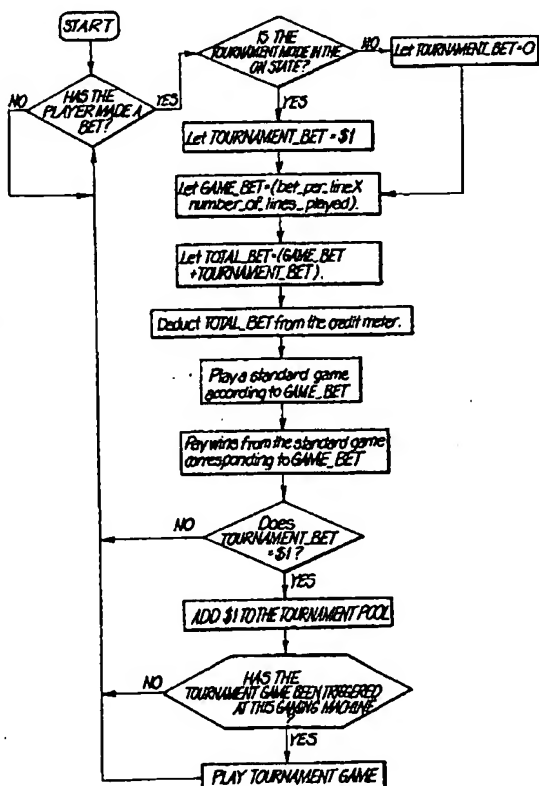 START
IS THE
TOURNAMENT MODE IN THE
ON STATE?
NO
Let TOURNAMENT_BET=0
NO
HAS THE
PLAYER MADE A
BET?
YES
YES
Let TOURNAMENT_BET = $1
Let GAME_BET=(bet_per_lineX
number_of_lines_played).
Let TOTAL_BET=(GAME_BET
+TOURNAMENT_BET).
Deduct TOTAL_BET from the credit meter.
Play a standard game
according to GAME_BET
Pay wins from the standard game
corresponding to GAME_BET
NO
Does
TOURNAMENT_BET
=$1?
YES
ADD $1 TO THE TOURNAMENT POOL
NO
HAS THE
TOURNAMENT GAME BEEN TRIGGERED
AT THIS GAMING MACHINE
?
YES
PLAY TOURNAMENT GAME